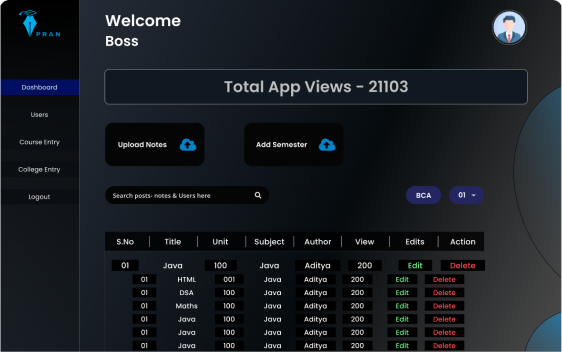 PRAN
Welcome
Boss
Total App Views - 21103
Dashboard
Users
Course Entry
College Entry
Logout
Upload Notes
Add Semester
Search posts- notes & Users here
BCA
01
S.No Title Unit Subject Author View Edits Action
01 Java 100 Java Aditya 200 Edit Delete
01 HTML 001 Java Aditya 200 Edit Delete
01 DSA 100 Java Aditya 200 Edit Delete
01 Maths 100 Java Aditya 200 Edit Delete
01 Java 100 Java Aditya 200 Edit Delete
01 Java 100 Java Aditya 200 Edit Delete
01 Java 100 Java Aditya 200 Edit Delete